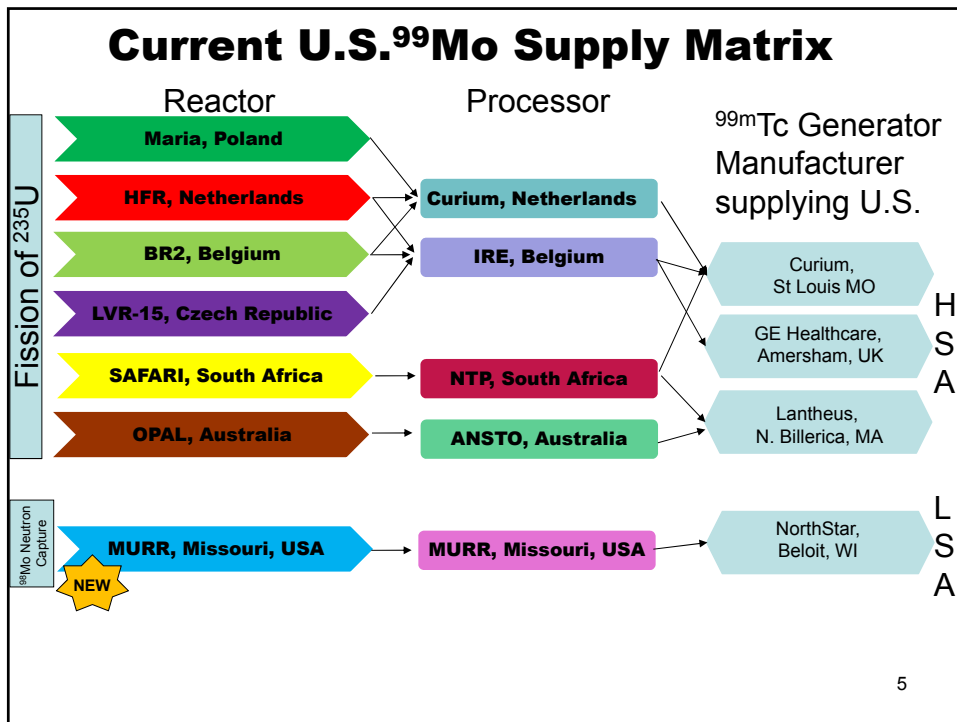 Current U.S.⁹⁹Mo Supply Matrix
Reactor
Processor
⁹⁹ᵐTc Generator
Manufacturer
supplying U.S.
Fission of ²³⁵U
Maria, Poland
HFR, Netherlands
Curium, Netherlands
BR2, Belgium
IRE, Belgium
Curium,
St Louis MO
LVR-15, Czech Republic
GE Healthcare,
Amersham, UK
SAFARI, South Africa
NTP, South Africa
OPAL, Australia
ANSTO, Australia
Lantheus,
N. Billerica, MA
H
S
A
⁹⁸Mo Neutron
Capture
MURR, Missouri, USA
MURR, Missouri, USA
NorthStar,
Beloit, WI
NEW
L
S
A
5